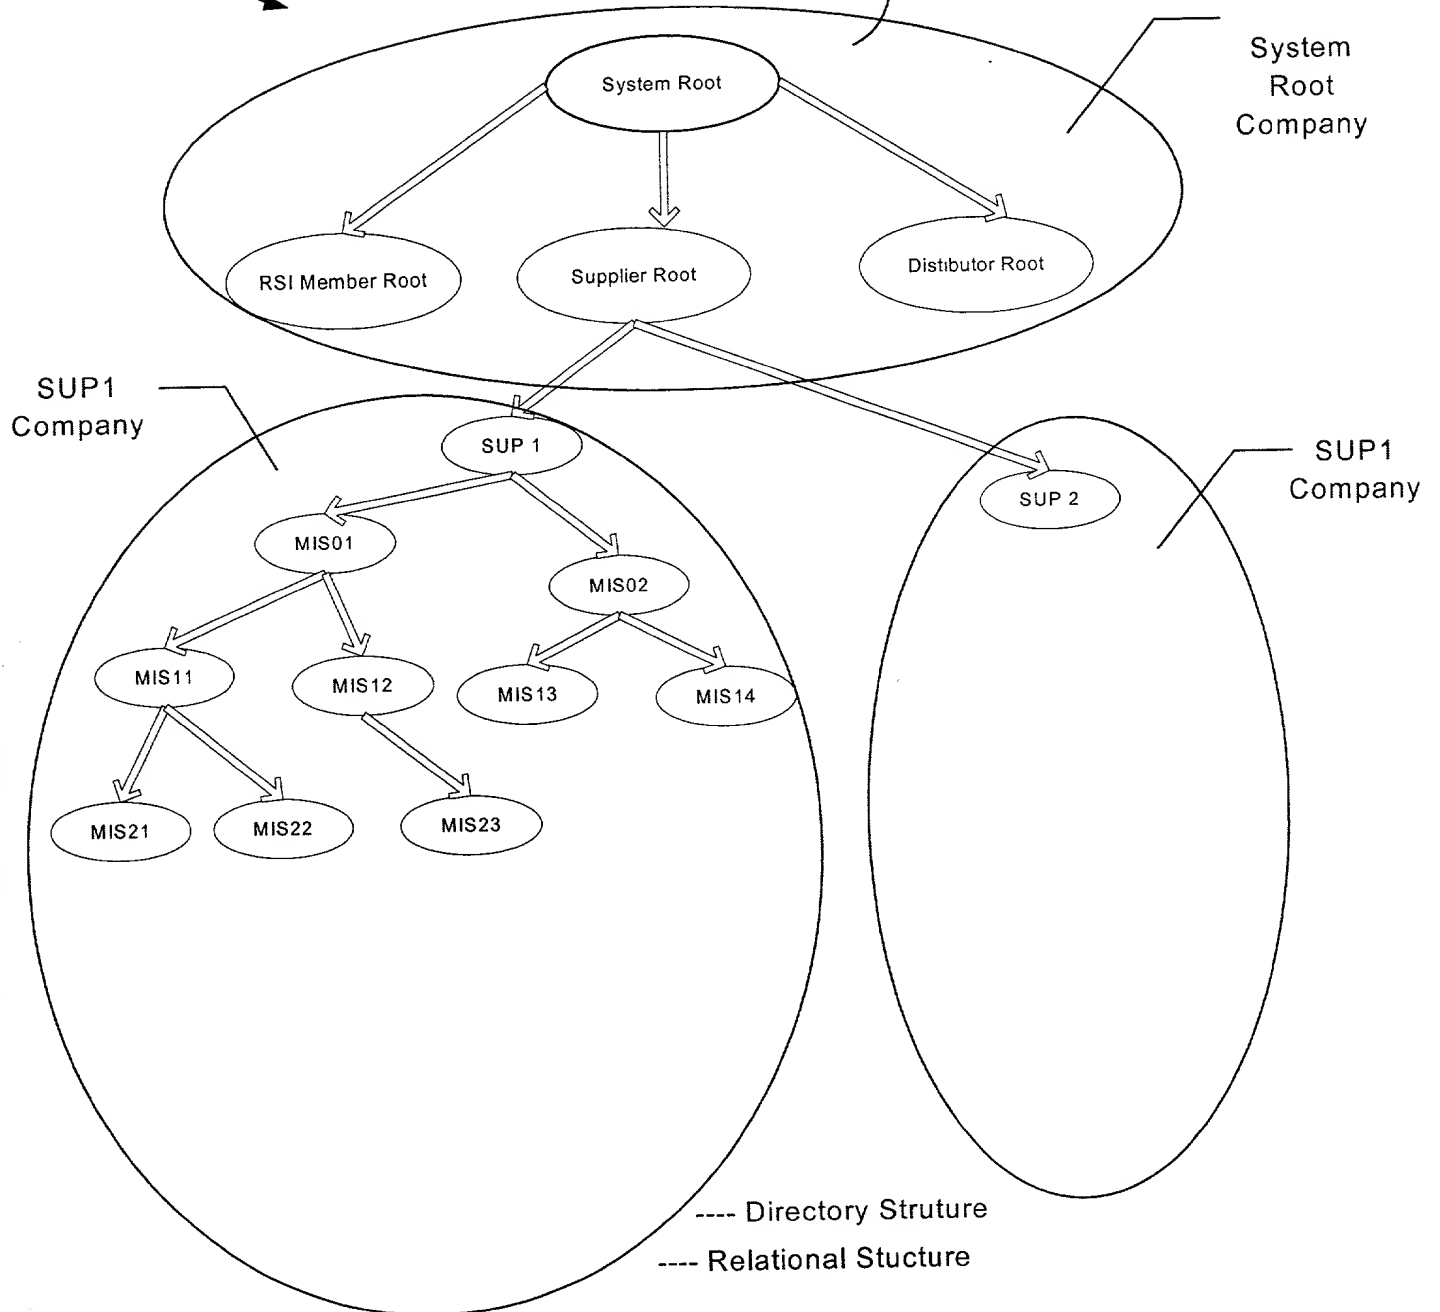 System Root
System
Root
Company
RSI Member Root
Supplier Root
Distibutor Root
SUP1
Company
SUP 1
SUP1
Company
SUP 2
MIS01
MIS02
MIS11
MIS12
MIS13
MIS14
MIS21
MIS22
MIS23
---- Directory Struture
---- Relational Stucture